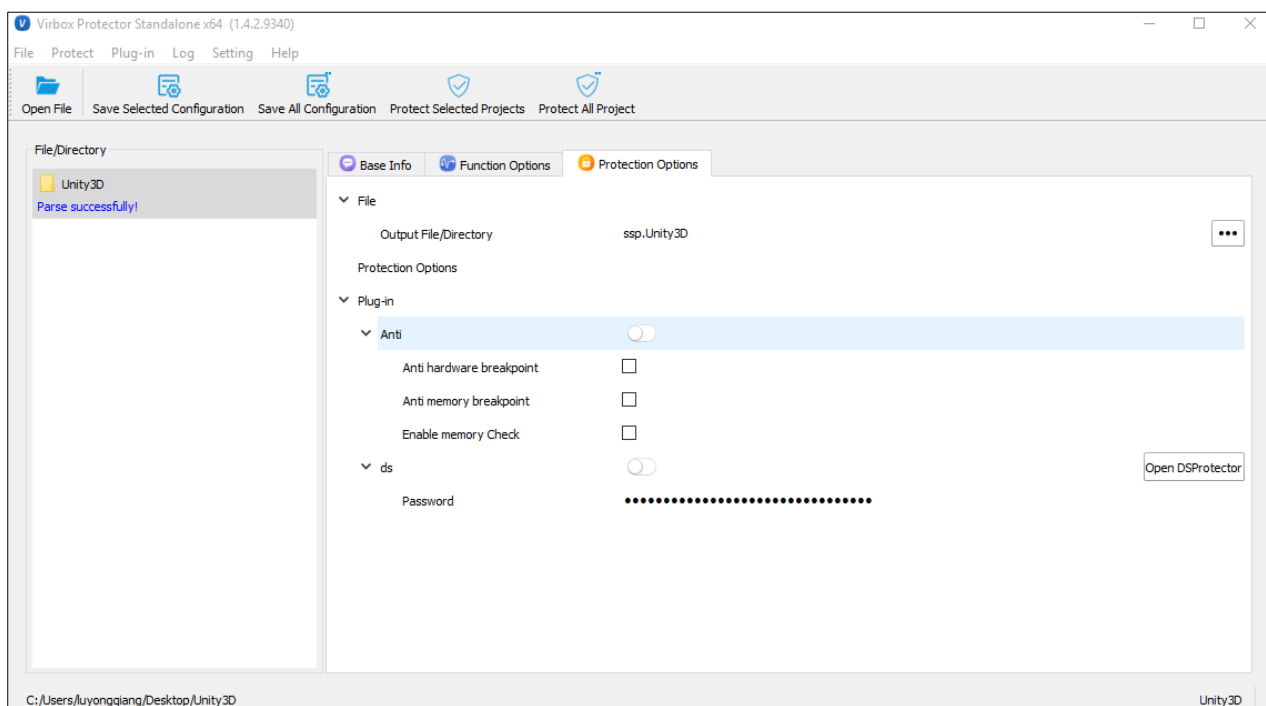 Virbox Protector Standalone x64 (1.4.2.9340)
File Protect Plug-in Log Setting Help
Open File Save Selected Configuration Save All Configuration Protect Selected Projects Protect All Project
File/Directory
Unity3D
Parse successfully!
Base Info Function Options Protection Options
File
Output File/Directory ssp.Unity3D •••
Protection Options
Plug-in
Anti
Anti hardware breakpoint
Anti memory breakpoint
Enable memory Check
ds Open DSProtector
Password ••••••••••••••••••••••••••••••••
C:/Users/luyongqiang/Desktop/Unity3D Unity3D